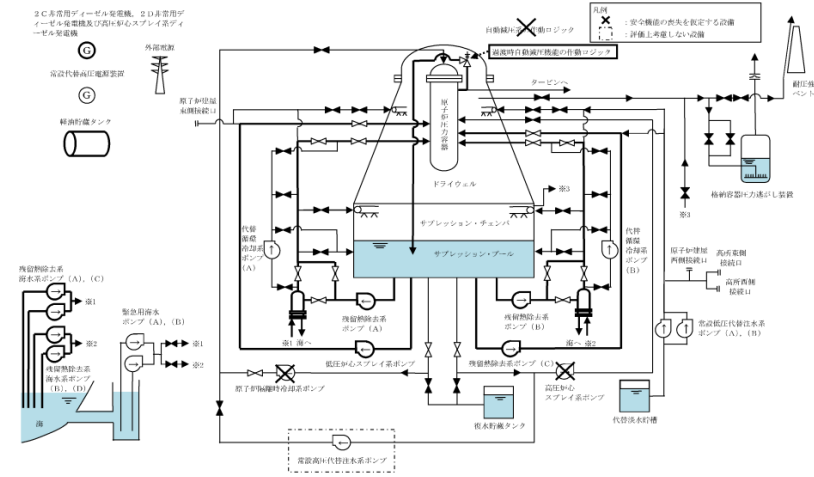 2C非常用ディーゼル発電機,2D非常用デ
ィーゼル発電機及び高圧炉心スプレイ系ディ
ーゼル発電機
G
外部電源
常設代替高圧電源装置
G
軽油貯蔵タンク
凡例
:安全機能の喪失を仮定する設備
:評価上考慮しない設備
自動減圧系の作動ロジック
過渡時自動減圧機能の作動ロジック
タービンへ
耐圧強化
ベント
原子炉建屋
東側接続口
原子炉圧力容器
ドライウェル
格納容器圧力逃がし装置
※3
※3
サプレッション・チェンバ
サプレッション・プール
代替
循環
冷却系
ポンプ
(A)
代替
循環
冷却系
ポンプ
(B)
原子炉建屋
西側接続口
高所東側
接続口
高所西側
接続口
残留熱除去系
海水系ポンプ(A),(C)
※1
※2
残留熱除去系
海水系ポンプ
(B),(D)
緊急用海水
ポンプ(A),(B)
※1
※2
海
残留熱除去系
ポンプ(A)
残留熱除去系
ポンプ(B)
※1 海へ
海へ ※2
常設低圧代替注水系
ポンプ(A),(B)
低圧炉心スプレイ系ポンプ
残留熱除去系ポンプ(C)
原子炉隔離時冷却系ポンプ
高圧炉心
スプレイ系ポンプ
復水貯蔵タンク
代替淡水貯槽
常設高圧代替注水系ポンプ